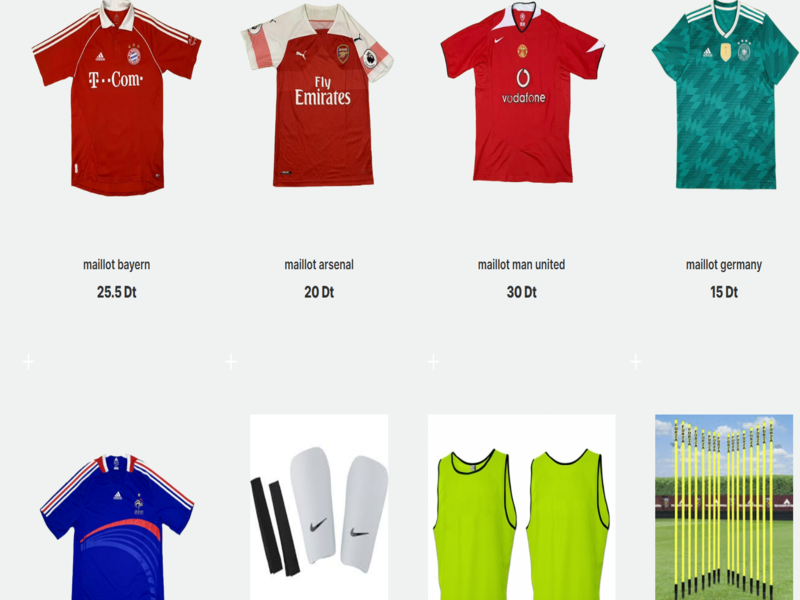 T··Com·
Fly
Emirates
vodafone
maillot bayern
maillot arsenal
maillot man united
maillot germany
25.5 Dt
20 Dt
30 Dt
15 Dt